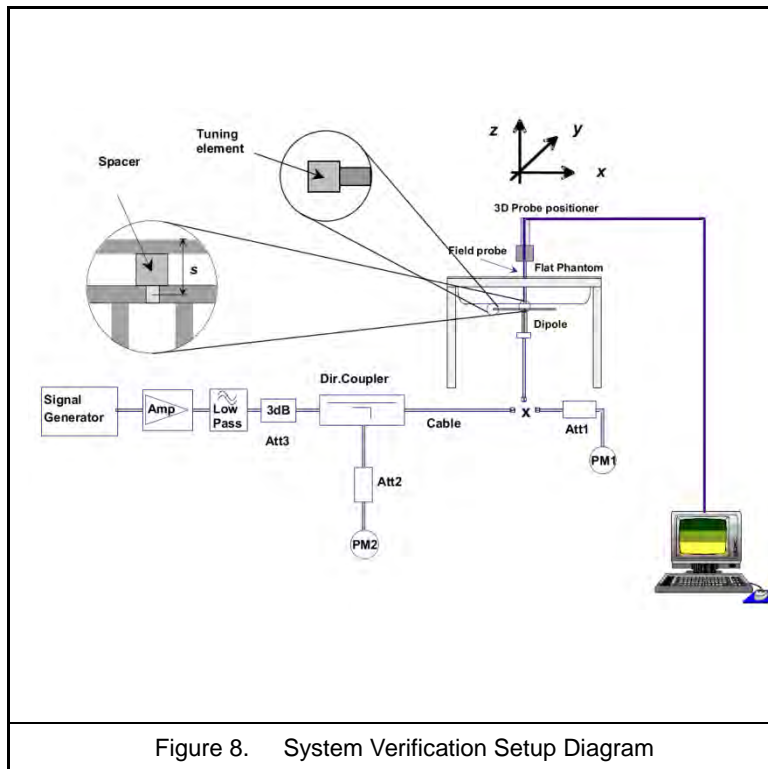 Tuning
element
Spacer
s
z
y
x
3D Probe positioner
Field probe
Flat Phantom
Dipole
Signal
Generator
Amp
Low
Pass
3dB
Att3
Dir.Coupler
Cable
x
Att1
PM1
Att2
PM2
Figure 8. System Verification Setup Diagram